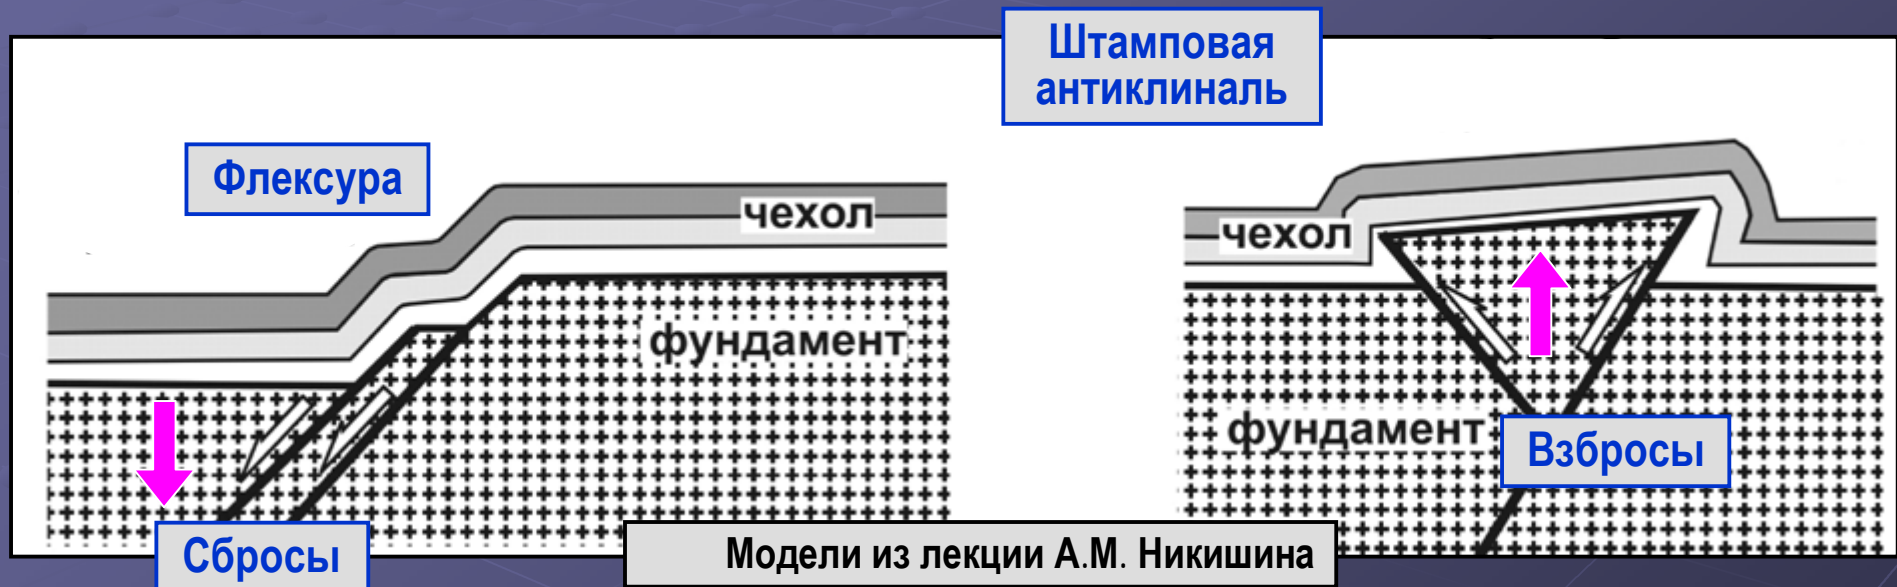 Штамповая
антиклиналь
Флексура
чехол
чехол
фундамент
фундамент
Взбросы
Сбросы
Модели из лекции А.М. Никишина